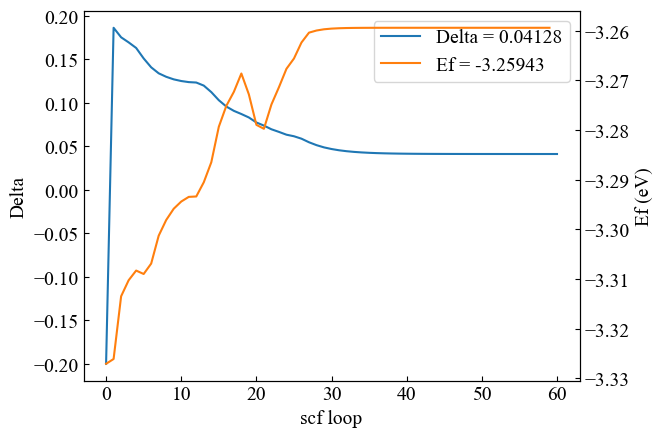 Delta = 0.04128
Ef = -3.25943
0.20
0.15
0.10
0.05
0.00
−0.05
−0.10
−0.15
−0.20
Delta
−3.26
−3.27
−3.28
−3.29
−3.30
−3.31
−3.32
−3.33
Ef (eV)
0 10 20 30 40 50 60
scf loop